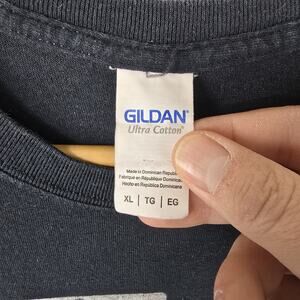 GILDAN®
Ultra Cotton®
Made in Dominican Republic
Fabriqué en République Dominicaine
Hecho en República Dominicana
XL | TG | EG